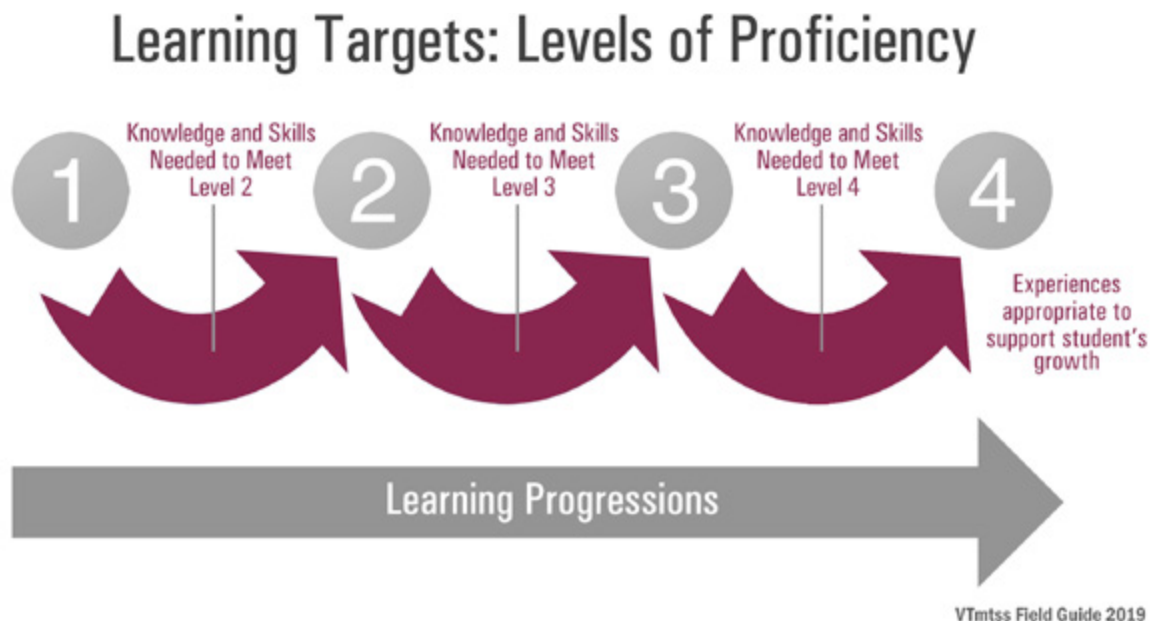 Learning Targets: Levels of Proficiency
1
Knowledge and Skills
Needed to Meet
Level 2
2
Knowledge and Skills
Needed to Meet
Level 3
3
Knowledge and Skills
Needed to Meet
Level 4
4
Experiences
appropriate to
support student's
growth
Learning Progressions
VTmtss Field Guide 2019